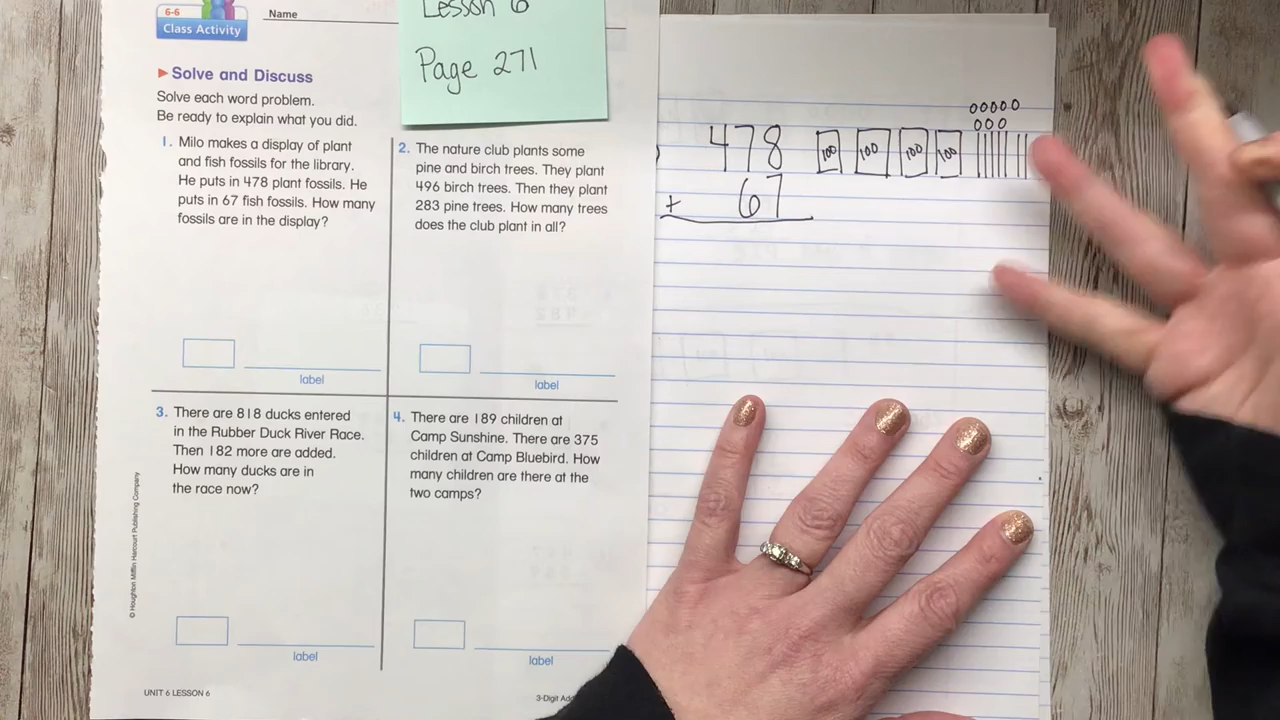 6-6
Class Activity
Name
Lesson 6
Page 271
Solve and Discuss
Solve each word problem.
Be ready to explain what you did.
1. Milo makes a display of plant
and fish fossils for the library.
He puts in 478 plant fossils. He
puts in 67 fish fossils. How many
fossils are in the display?
label
2. The nature club plants some
pine and birch trees. They plant
496 birch trees. Then they plant
283 pine trees. How many trees
does the club plant in all?
label
3. There are 818 ducks entered
in the Rubber Duck River Race.
Then 182 more are added.
How many ducks are in
the race now?
label
4. There are 189 children at
Camp Sunshine. There are 375
children at Camp Bluebird. How
many children are there at the
two camps?
label
© Houghton Mifflin Harcourt Publishing Company
UNIT 6 LESSON 6
3-Digit
478
+ 67
100 100 100 100